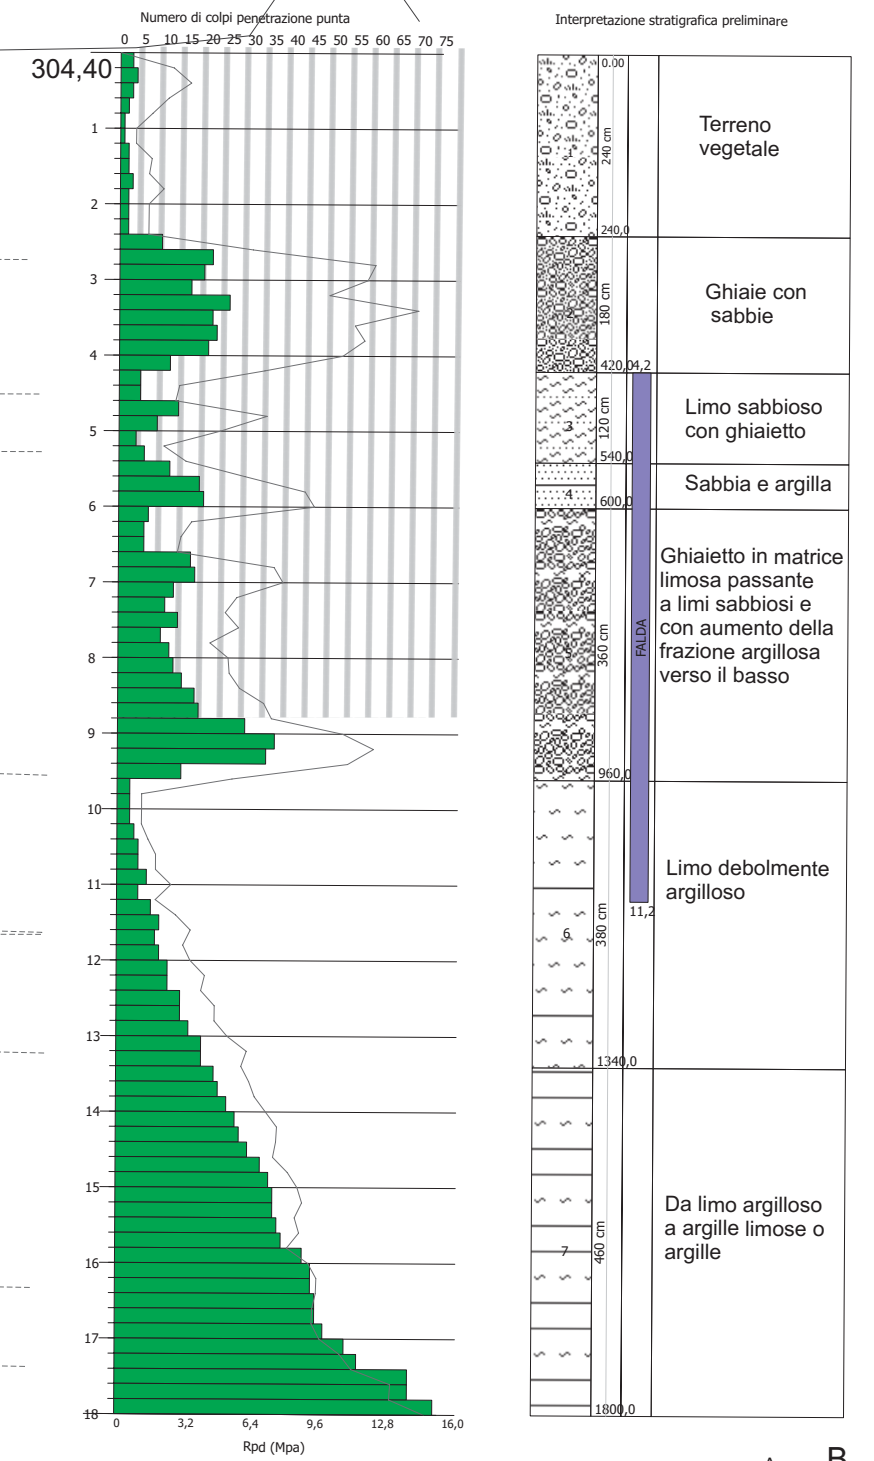 Numero di colpi penetrazione punta
Interpretazione stratigrafica preliminare
0 5 10 15 20 25 30 35 40 45 50 55 60 65 70 75
304,40
1
2
3
4
5
6
7
8
9
10
11
12
13
14
15
16
17
18
0 3,2 6,4 9,6 12,8 16,0
Rpd (Mpa)
0.00
1
240 cm
Terreno
vegetale
240,0
2
180 cm
Ghiaie con
sabbie
420,0
4,2
3
120 cm
Limo sabbioso
con ghiaietto
540,0
4
Sabbia e argilla
600,0
5
360 cm
FALDA
Ghiaietto in matrice
limosa passante
a limi sabbiosi e
con aumento della
frazione argillosa
verso il basso
960,0
6
380 cm
Limo debolmente
argilloso
11,2
1340,0
7
460 cm
Da limo argilloso
a argille limose o
argille
1800,0
B